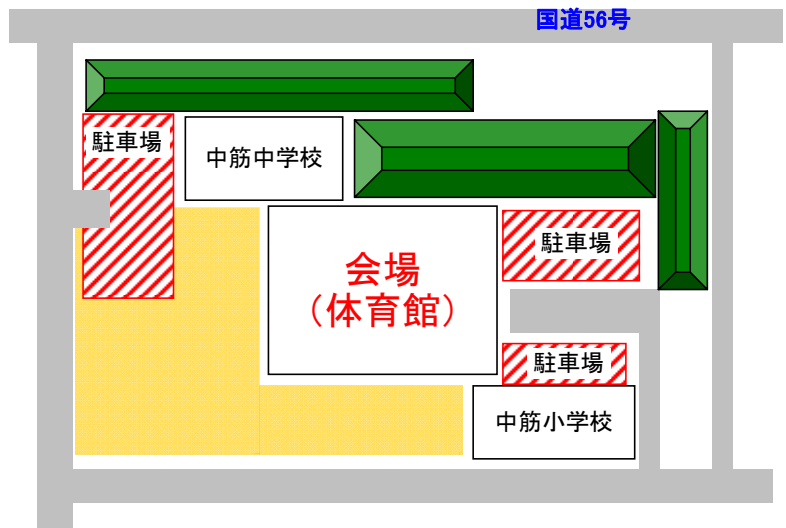 国道56号
駐車場
中筋中学校
駐車場
会場
(体育館)
駐車場
中筋小学校